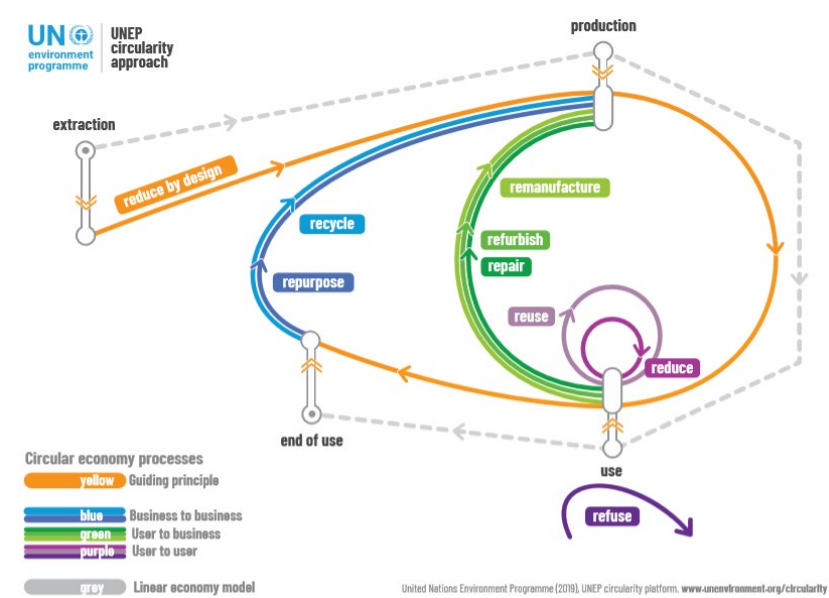 UN
environment
programme
UNEP
circularity
approach
production
extraction
reduce by design
remanufacture
recycle
refurbish
repair
repurpose
reuse
reduce
end of use
use
refuse
Circular economy processes
yellow Guiding principle
blue Business to business
green User to business
purple User to user
grey Linear economy model
United Nations Environment Programme (2019), UNEP circularity platform. www.unenvironment.org/circularity